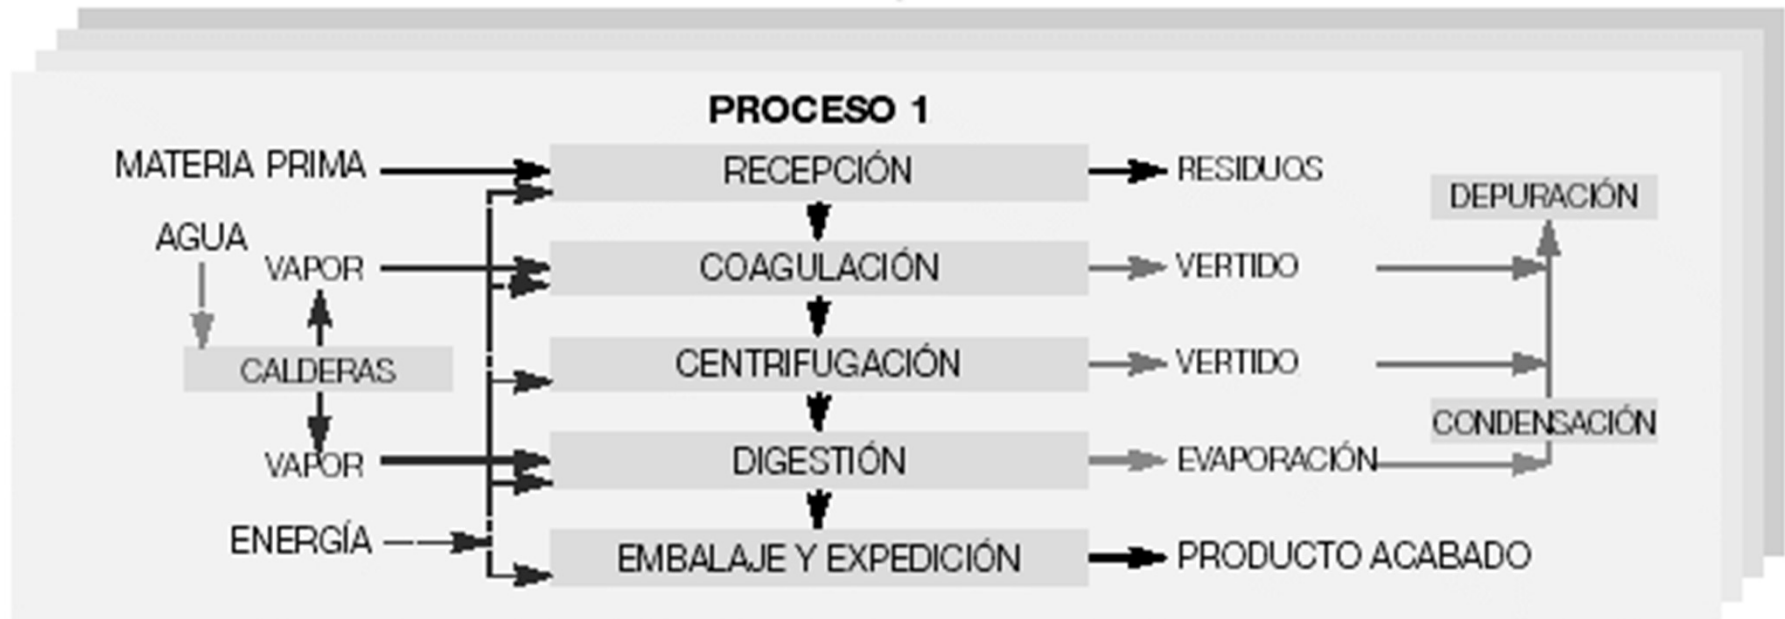 PROCESO 1
MATERIA PRIMA
RECEPCIÓN
RESIDUOS
DEPURACIÓN
AGUA
VAPOR
COAGULACIÓN
VERTIDO
CALDERAS
CENTRIFUGACIÓN
VERTIDO
CONDENSACIÓN
VAPOR
DIGESTIÓN
EVAPORACIÓN
ENERGÍA
EMBALAJE Y EXPEDICIÓN
PRODUCTO ACABADO